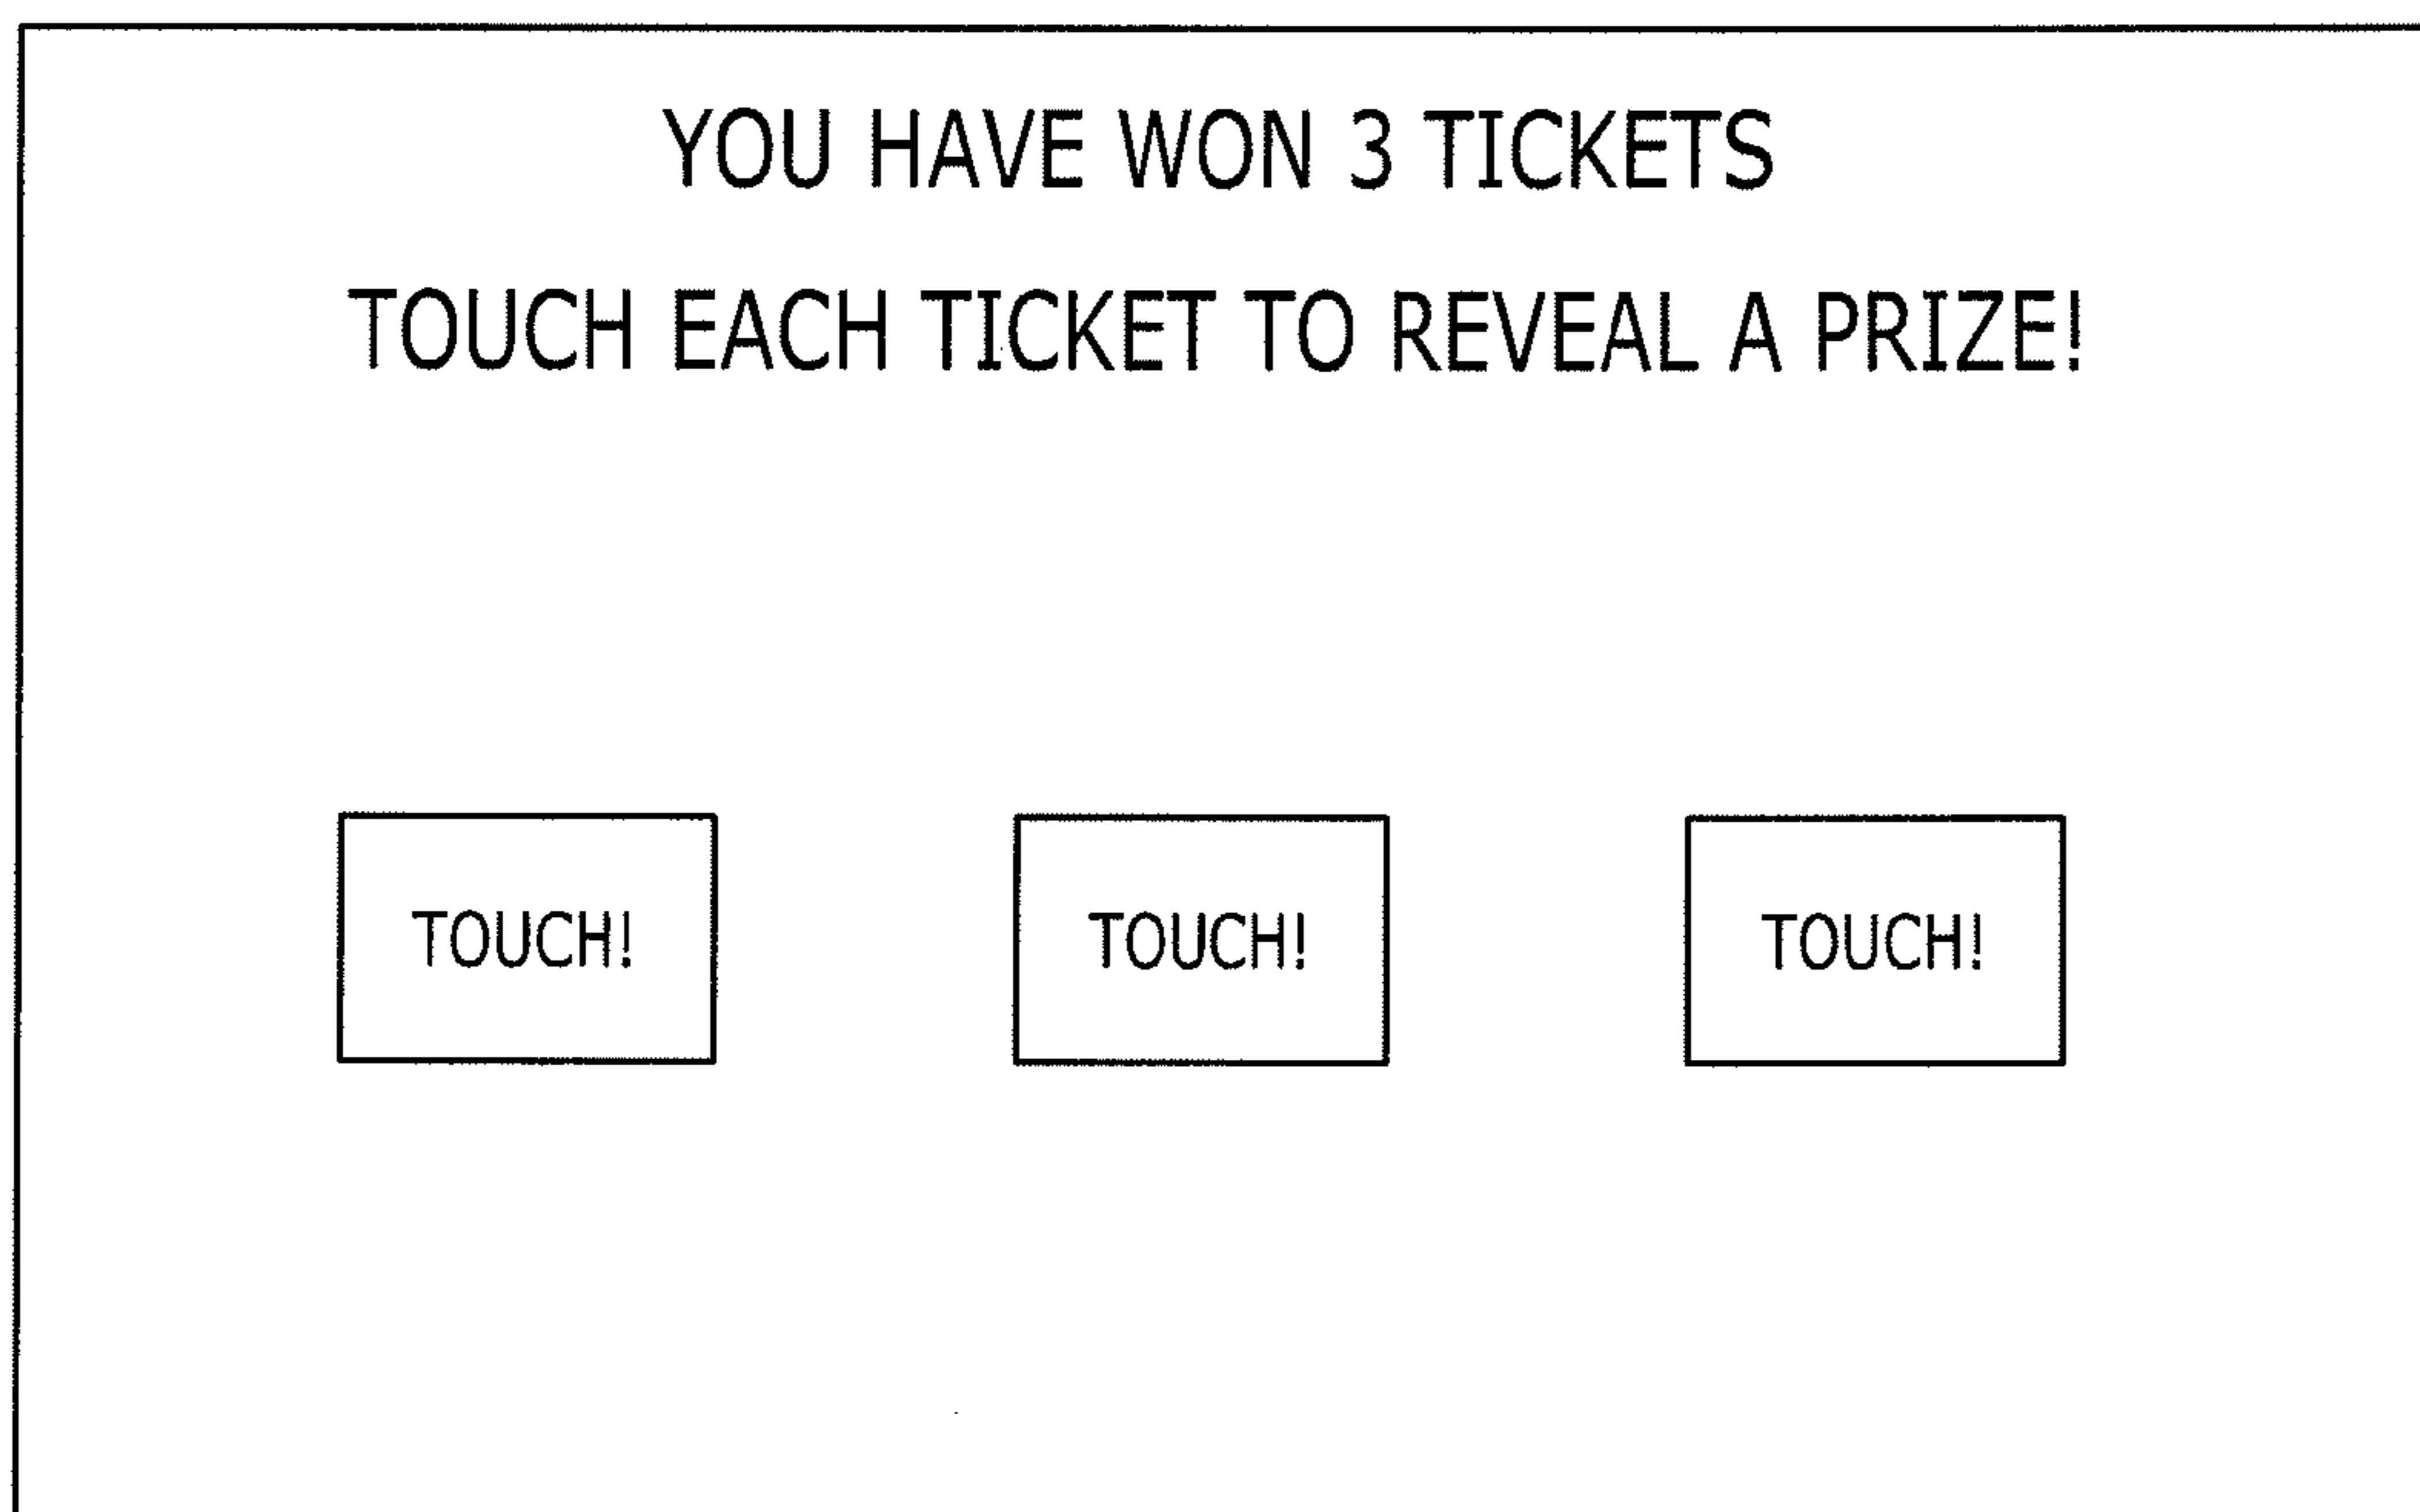 YOU HAVE WON 3 TICKETS
TOUCH EACH TICKET TO REVEAL A PRIZE!
TOUCH! TOUCH! TOUCH!